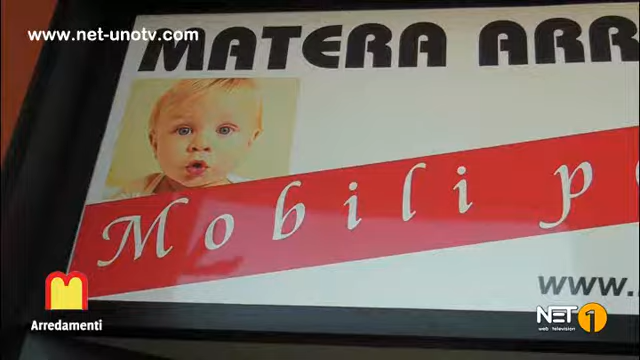 www.net-unotv.com
MATERA ARR
Mobili p
www.
Arredamenti
NET 1
web television